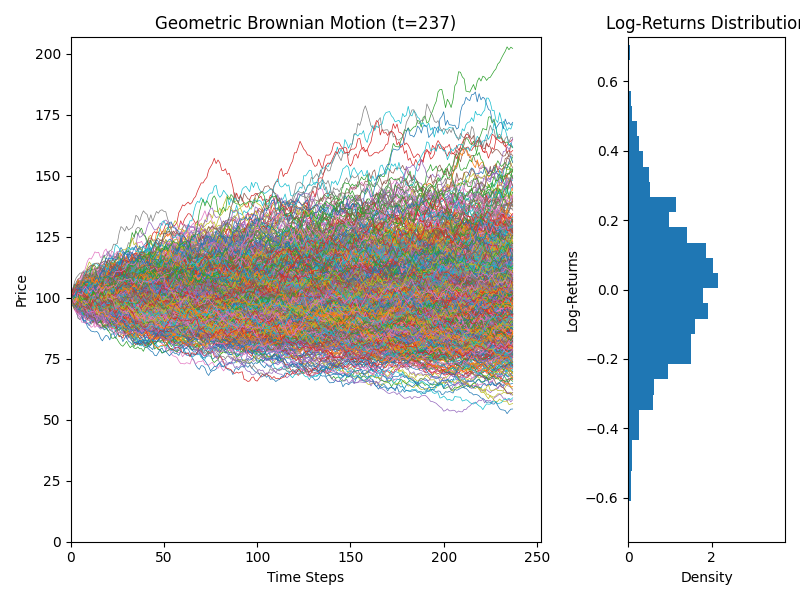 Geometric Brownian Motion (t=237)
Price
200
175
150
125
100
75
50
25
0
0 50 100 150 200 250
Time Steps
Log-Returns Distribution
Log-Returns
0.6
0.4
0.2
0.0
−0.2
−0.4
−0.6
0 2
Density